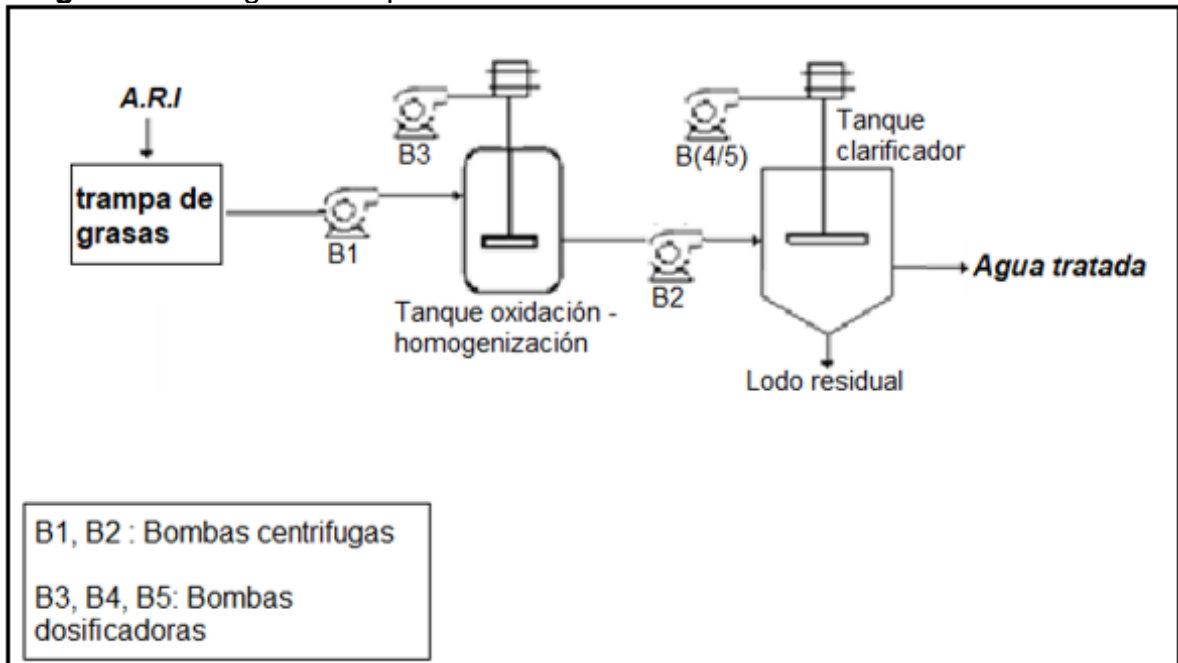 A.R.I
trampa de
grasas
B1
B3
Tanque oxidación -
homogenización
B2
B(4/5)
Tanque
clarificador
Agua tratada
Lodo residual
B1, B2 : Bombas centrifugas
B3, B4, B5: Bombas
dosificadoras